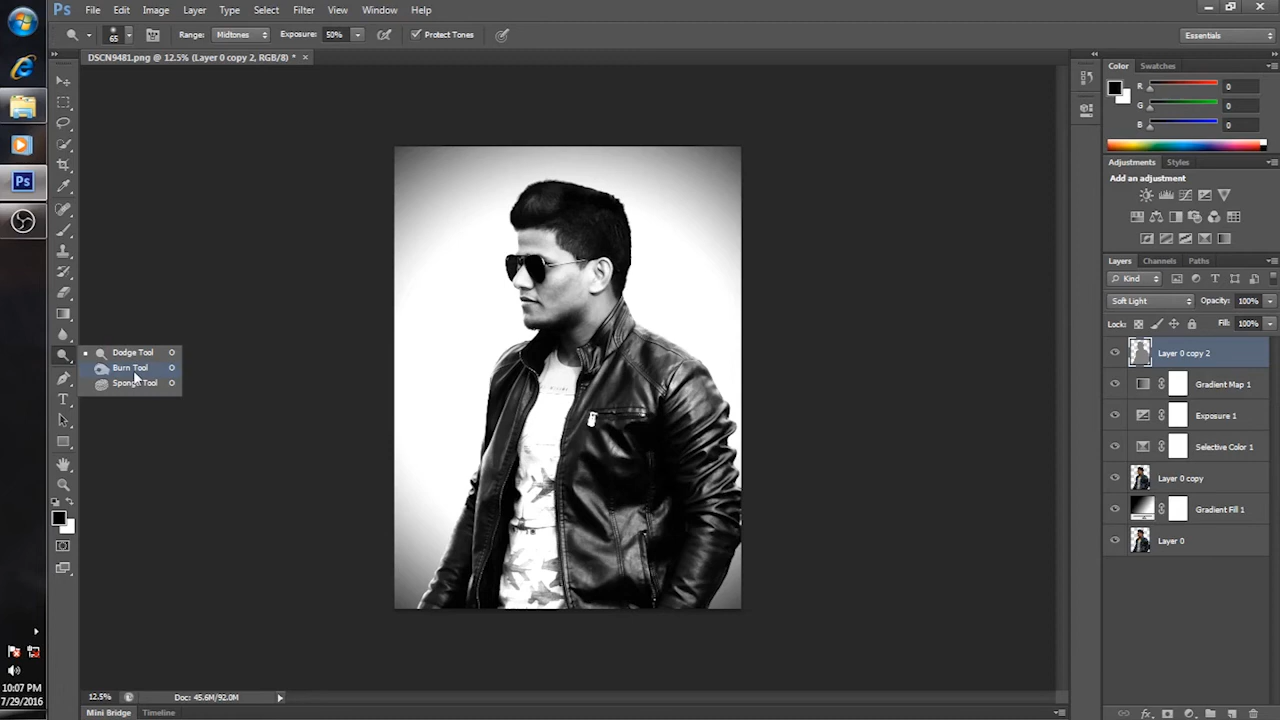 Ps File Edit Image Layer Type Select Filter View Window Help
65 Range: Midtones Exposure: 50% Protect Tones Essentials
DSCN9481.png @ 12.5% (Layer 0 copy 2, RGB/8) * ×
Color Swatches
R 0
G 0
B 0
Adjustments Styles
Add an adjustment
Layers Channels Paths
Kind
Soft Light Opacity: 100%
Lock: Fill: 100%
Layer 0 copy 2
Gradient Map 1
Exposure 1
Selective Color 1
Layer 0 copy
Gradient Fill 1
Layer 0
Dodge Tool O
Burn Tool O
Sponge Tool O
T
Ps
10:07 PM
7/29/2016
12.5% Doc: 45.6M/92.0M
Mini Bridge Timeline